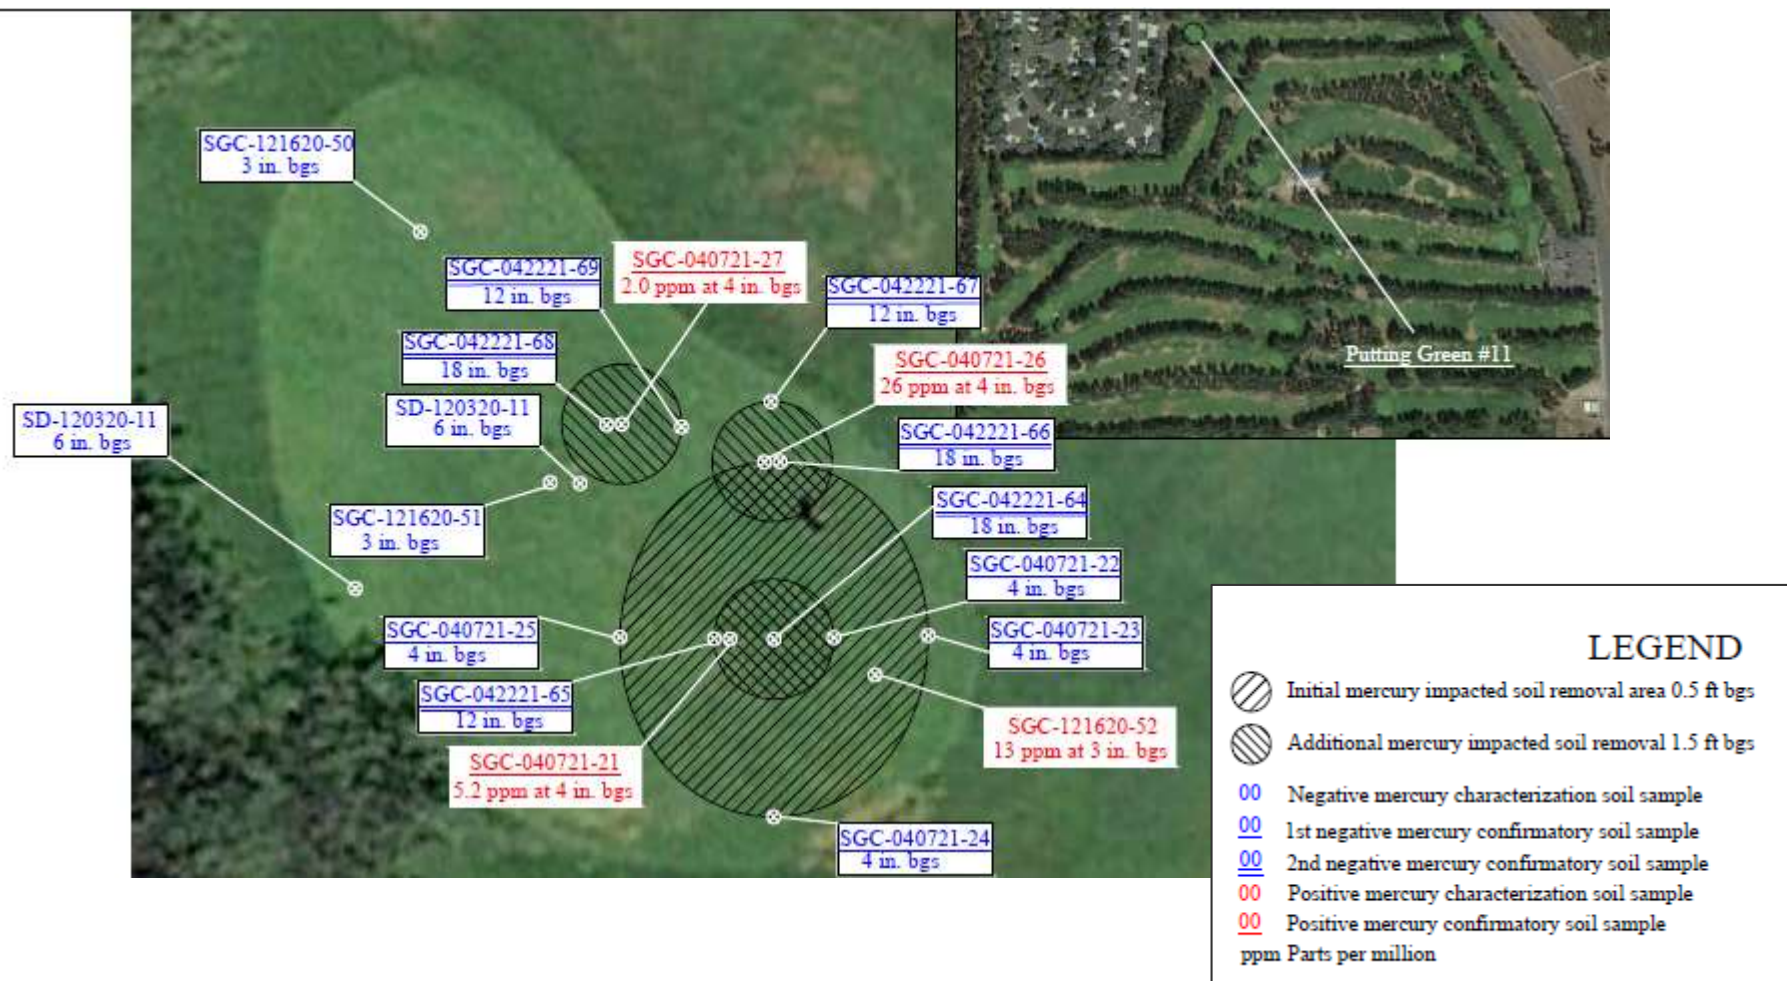 SGC-121620-50
3 in. bgs
SGC-042221-69
12 in. bgs
SGC-040721-27
2.0 ppm at 4 in. bgs
SGC-042221-67
12 in. bgs
SGC-042221-68
18 in. bgs
SGC-040721-26
26 ppm at 4 in. bgs
Putting Green #11
SD-120320-11
6 in. bgs
SD-120320-11
6 in. bgs
SGC-042221-66
18 in. bgs
SGC-121620-51
3 in. bgs
SGC-042221-64
18 in. bgs
SGC-040721-22
4 in. bgs
SGC-040721-25
4 in. bgs
SGC-040721-23
4 in. bgs
SGC-042221-65
12 in. bgs
SGC-121620-52
13 ppm at 3 in. bgs
SGC-040721-21
5.2 ppm at 4 in. bgs
SGC-040721-24
4 in. bgs
LEGEND
Initial mercury impacted soil removal area 0.5 ft bgs
Additional mercury impacted soil removal 1.5 ft bgs
00 Negative mercury characterization soil sample
00 1st negative mercury confirmatory soil sample
00 2nd negative mercury confirmatory soil sample
00 Positive mercury characterization soil sample
00 Positive mercury confirmatory soil sample
ppm Parts per million